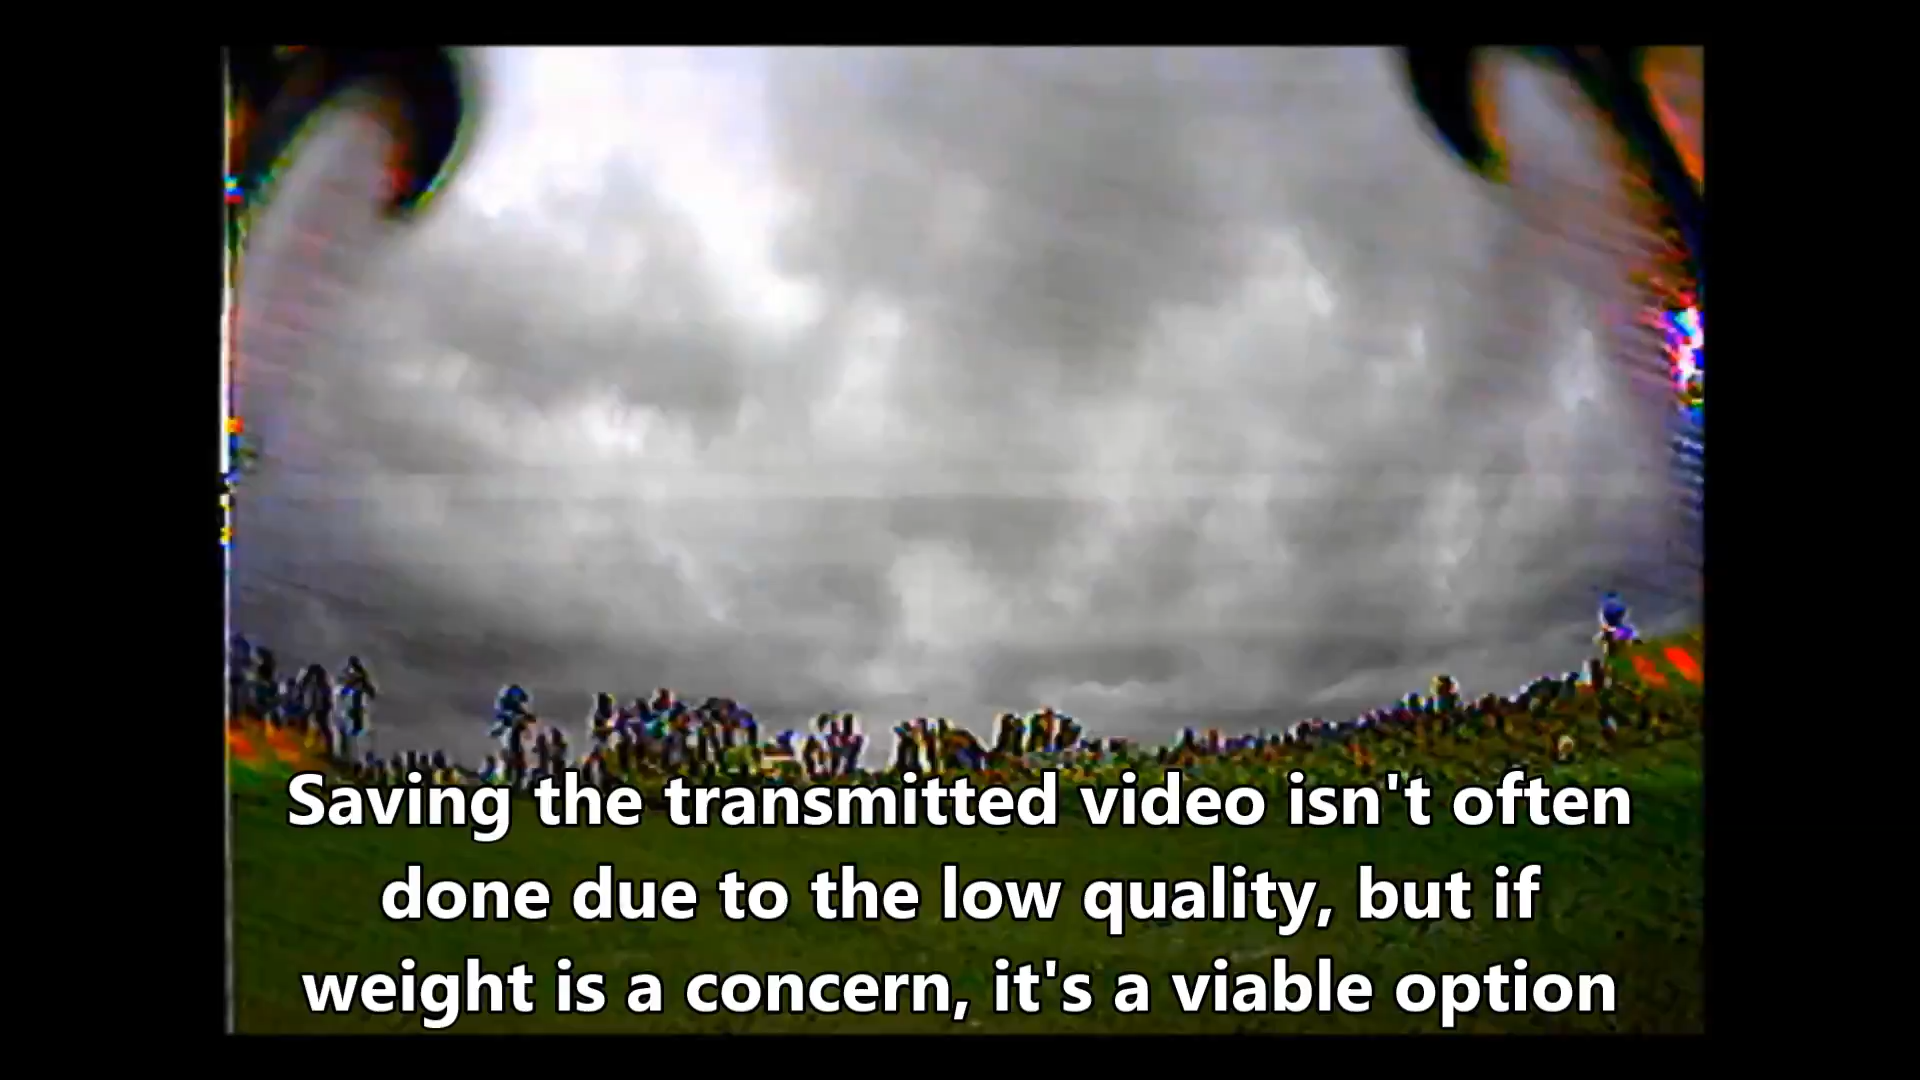 Saving the transmitted video isn't often
done due to the low quality, but if
weight is a concern, it's a viable option